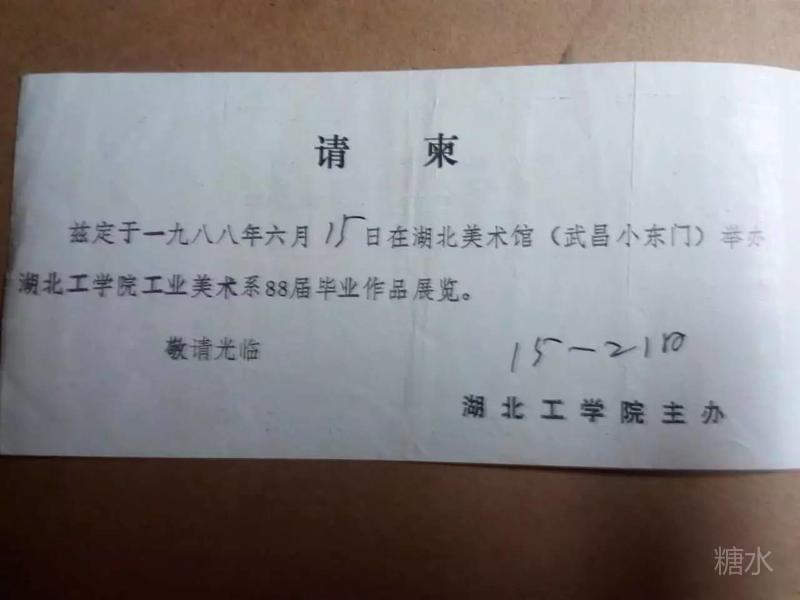 请 柬
兹定于一九八八年六月15日在湖北美术馆（武昌小东门）举办
湖北工学院工业美术系88届毕业作品展览。
敬请光临
15—21日
湖北工学院主办
糖水